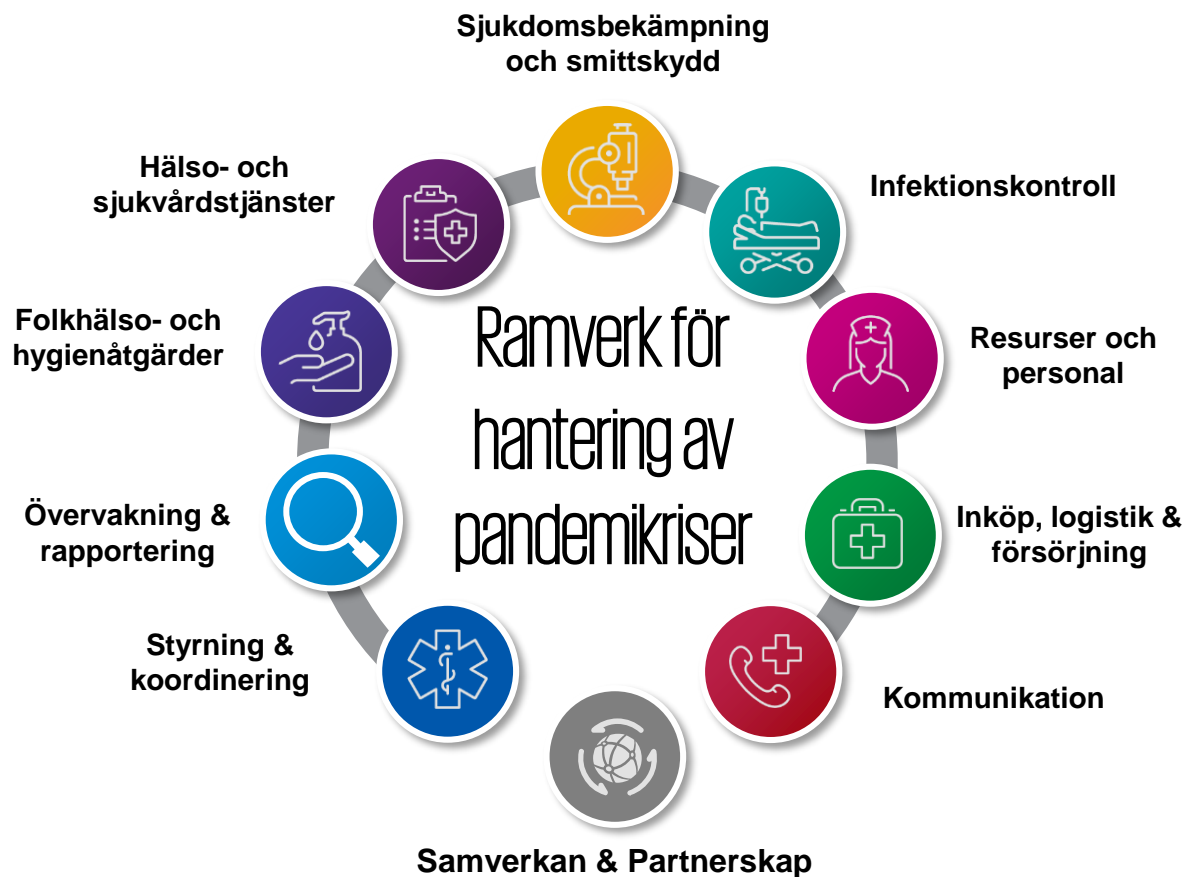 Sjukdomsbekämpning
och smittskydd
Hälso- och
sjukvårdstjänster
Infektionskontroll
Folkhälso- och
hygienåtgärder
Ramverk för
hantering av
pandemikriser
Resurser och
personal
Övervakning &
rapportering
Inköp, logistik &
försörjning
Styrning &
koordinering
Kommunikation
Samverkan & Partnerskap